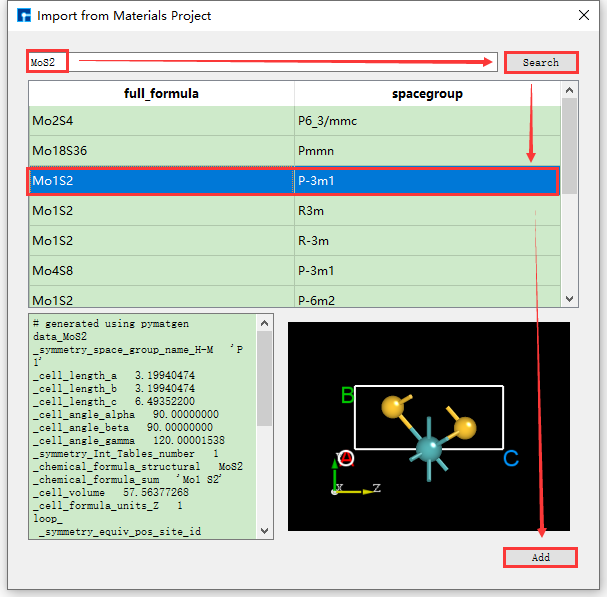 Import from Materials Project
MoS2
Search
full_formula spacegroup
Mo2S4 P6_3/mmc
Mo18S36 Pmmn
Mo1S2 P-3m1
Mo1S2 R3m
Mo1S2 R-3m
Mo4S8 P-3m1
Mo1S2 P-6m2
# generated using pymatgen
data_MoS2
_symmetry_space_group_name_H-M 'P
1'
_cell_length_a 3.19940474
_cell_length_b 3.19940474
_cell_length_c 6.49352200
_cell_angle_alpha 90.00000000
_cell_angle_beta 90.00000000
_cell_angle_gamma 120.00001538
_symmetry_Int_Tables_number 1
_chemical_formula_structural MoS2
_chemical_formula_sum 'Mo1 S2'
_cell_volume 57.56377268
_cell_formula_units_Z 1
loop_
_symmetry_equiv_pos_site_id
B
C
X
Z
Add